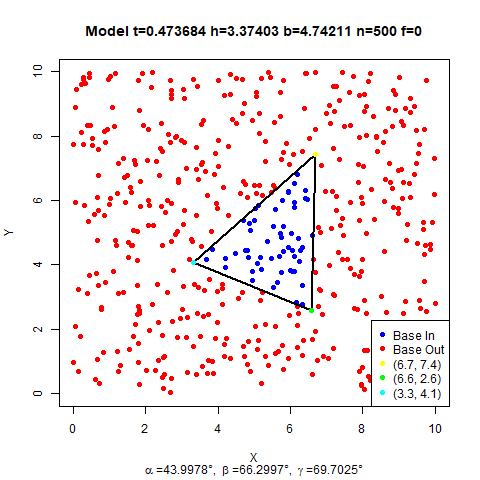 Model t=0.473684 h=3.37403 b=4.74211 n=500 f=0
10
8
6
Y
4
2
0
Base In
Base Out
(6.7, 7.4)
(6.6, 2.6)
(3.3, 4.1)
0 2 4 6 8 10
X
α=43.9978°, β=66.2997°, γ=69.7025°